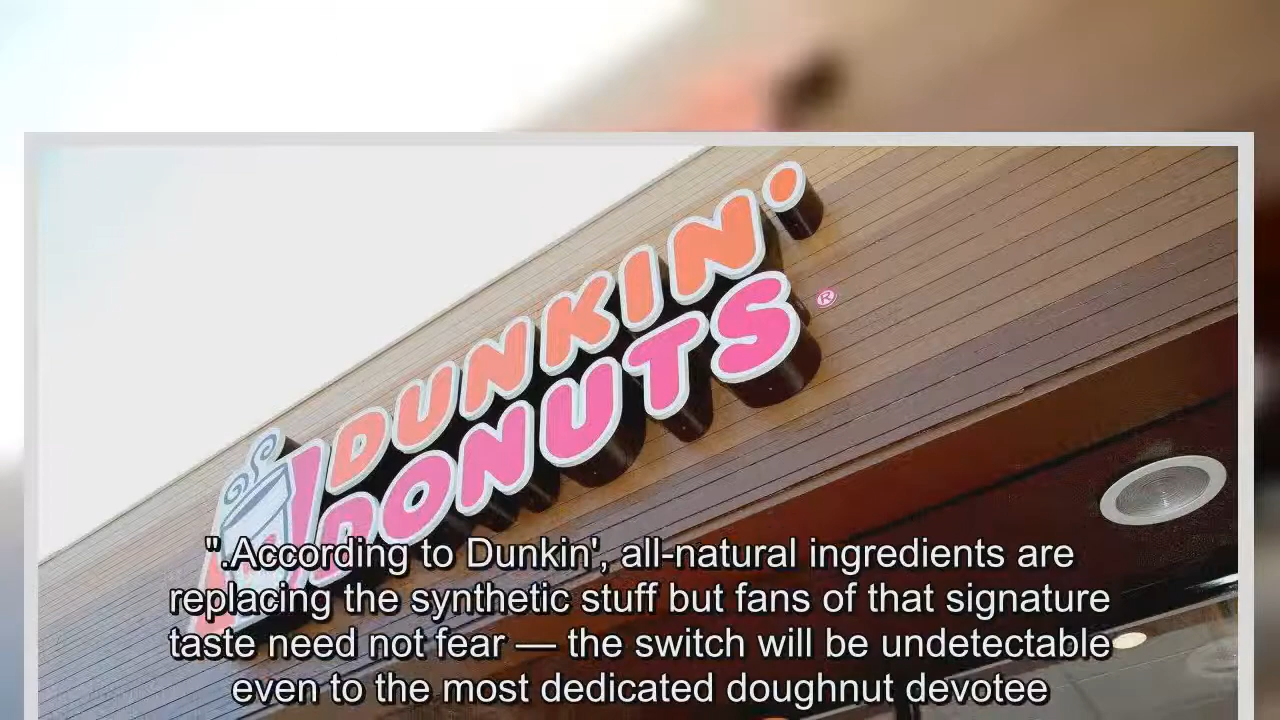 DUNKIN'
DONUTS®
".According to Dunkin', all-natural ingredients are
replacing the synthetic stuff but fans of that signature
taste need not fear — the switch will be undetectable
even to the most dedicated doughnut devotee